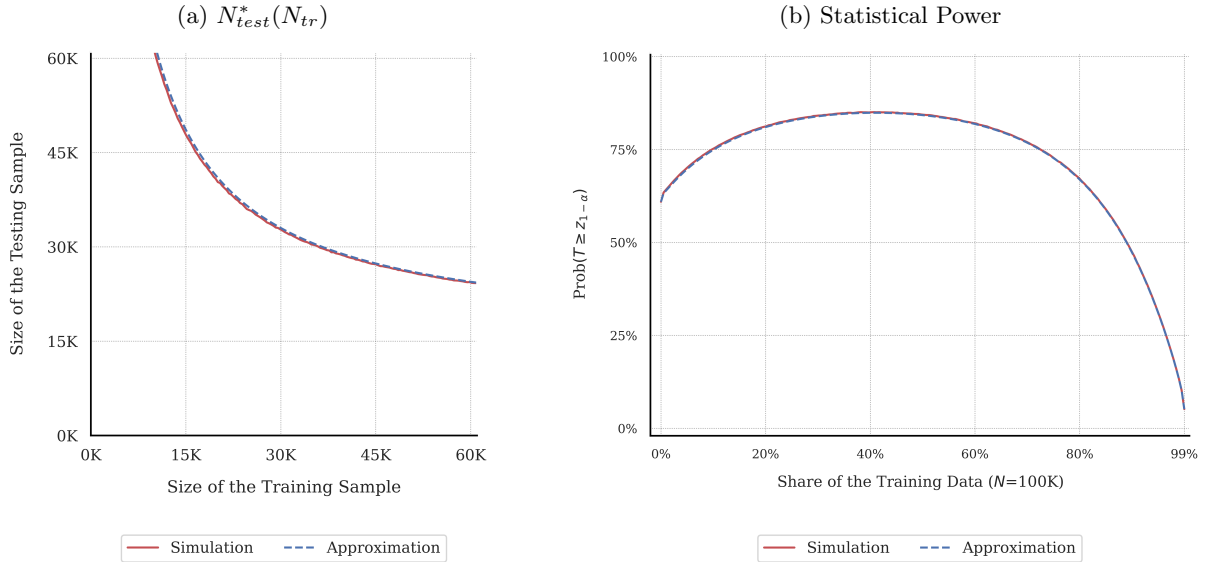 (a) N*test(Ntr)
60K
45K
30K
15K
0K
Size of the Testing Sample
0K 15K 30K 45K 60K
Size of the Training Sample
Simulation Approximation
(b) Statistical Power
100%
75%
50%
25%
0%
Prob(T ≥ z1−α)
0% 20% 40% 60% 80% 99%
Share of the Training Data (N=100K)
Simulation Approximation